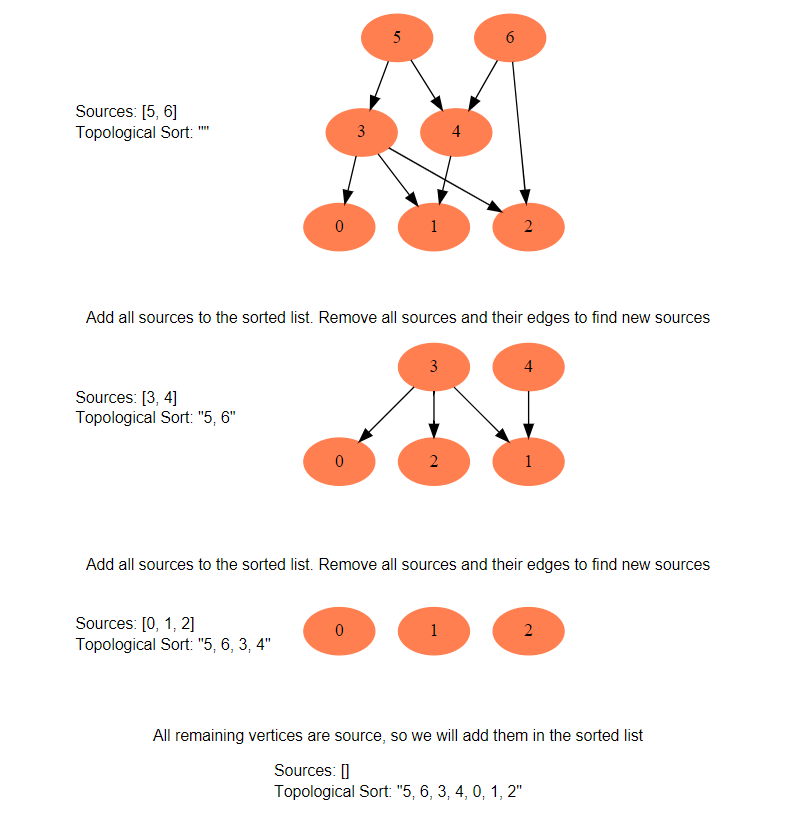 5 6
Sources: [5, 6]
Topological Sort: ""
3 4
0 1 2
Add all sources to the sorted list. Remove all sources and their edges to find new sources
3 4
Sources: [3, 4]
Topological Sort: "5, 6"
0 2 1
Add all sources to the sorted list. Remove all sources and their edges to find new sources
Sources: [0, 1, 2]
Topological Sort: "5, 6, 3, 4"
0 1 2
All remaining vertices are source, so we will add them in the sorted list
Sources: []
Topological Sort: "5, 6, 3, 4, 0, 1, 2"